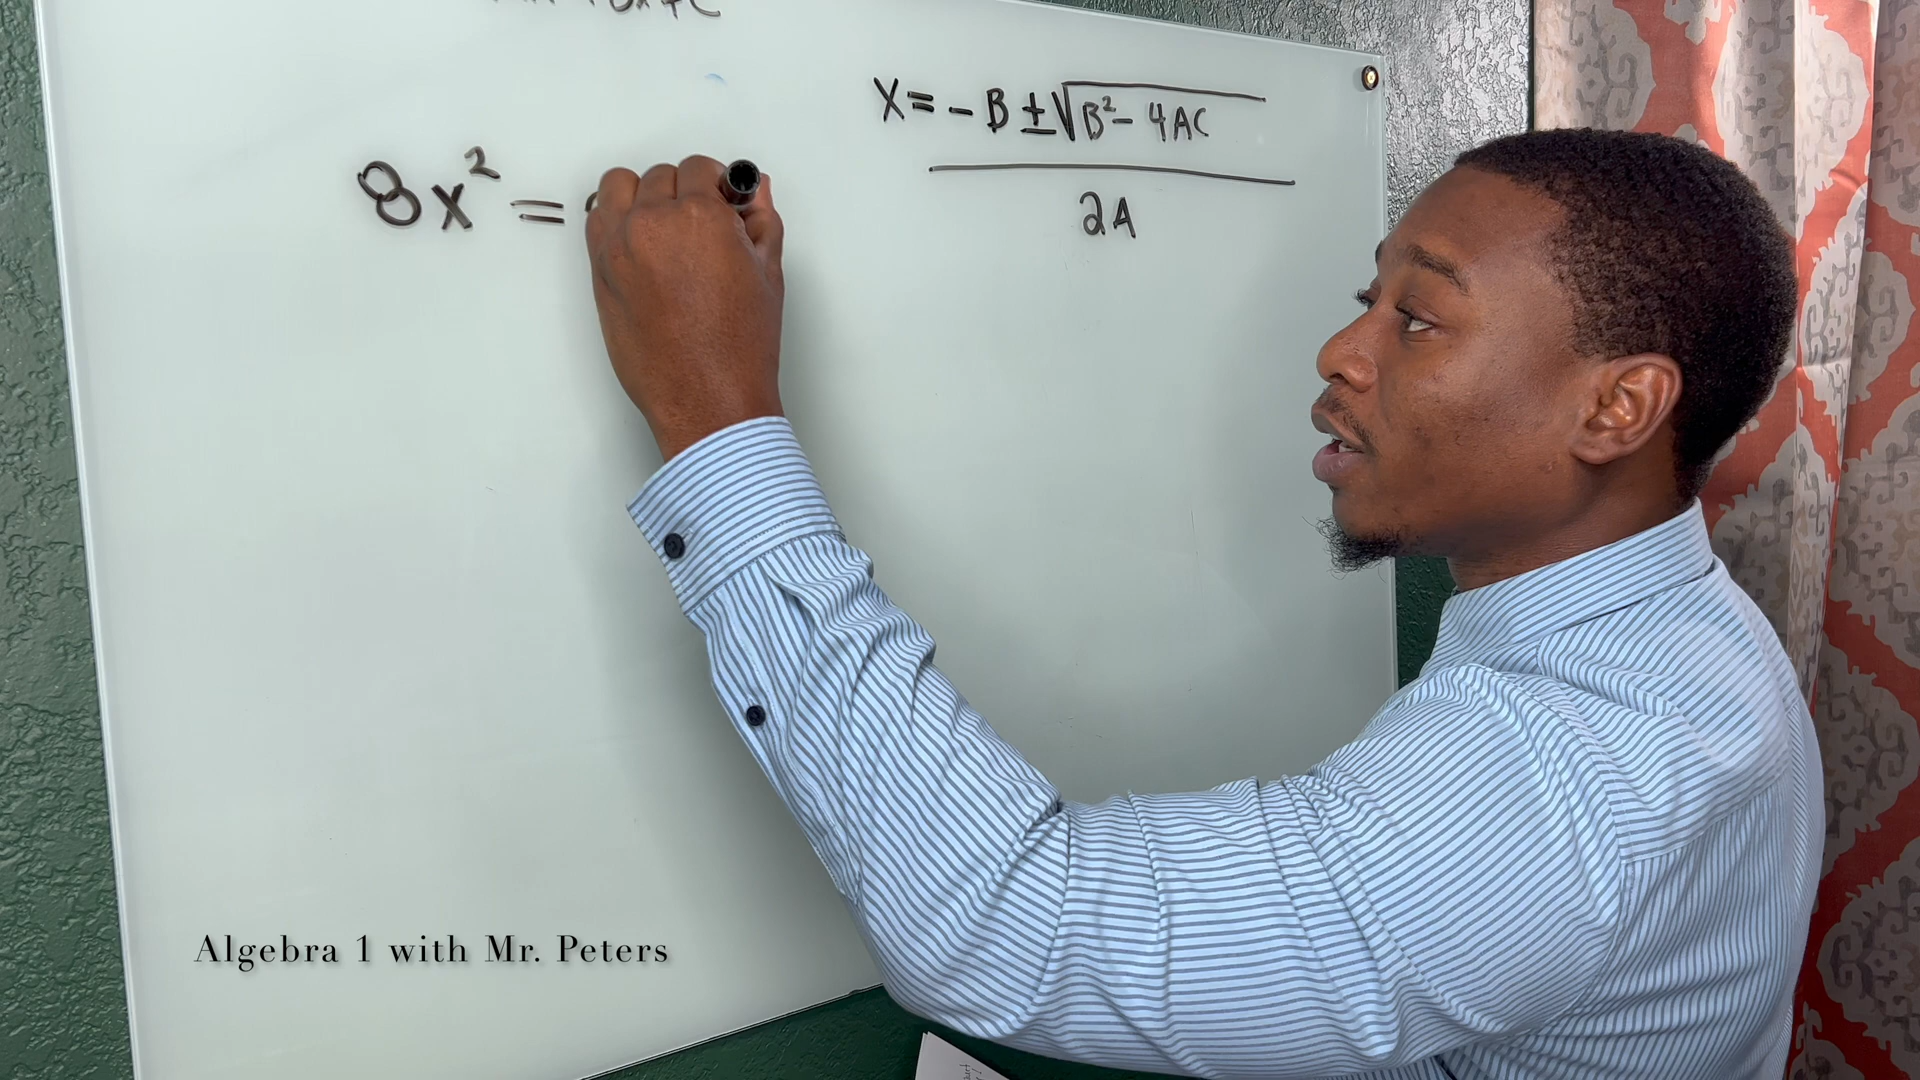 8x² =
X = - B ± √B² - 4AC
2A
Algebra 1 with Mr. Peters